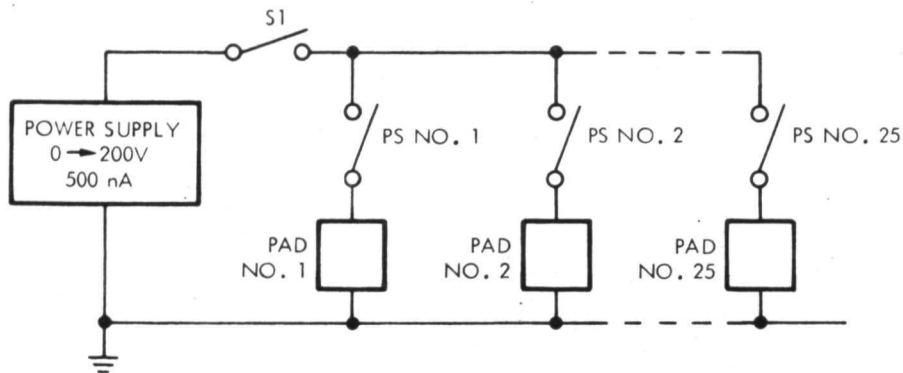 S1
POWER SUPPLY
0 → 200V
500 nA
PS NO. 1
PS NO. 2
PS NO. 25
PAD
NO. 1
PAD
NO. 2
PAD
NO. 25